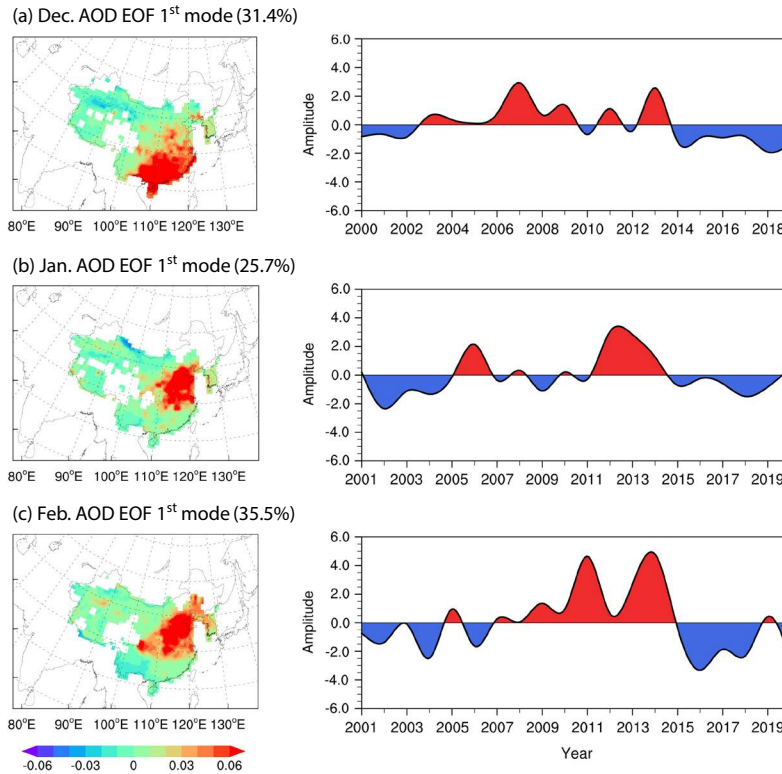 (a) Dec. AOD EOF 1st mode (31.4%)
6.0
4.0
2.0
0.0
-2.0
-4.0
-6.0
Amplitude
80°E 90°E 100°E 110°E 120°E 130°E
2000 2002 2004 2006 2008 2010 2012 2014 2016 2018
(b) Jan. AOD EOF 1st mode (25.7%)
6.0
4.0
2.0
0.0
-2.0
-4.0
-6.0
Amplitude
80°E 90°E 100°E 110°E 120°E 130°E
2001 2003 2005 2007 2009 2011 2013 2015 2017 2019
(c) Feb. AOD EOF 1st mode (35.5%)
6.0
4.0
2.0
0.0
-2.0
-4.0
-6.0
Amplitude
80°E 90°E 100°E 110°E 120°E 130°E
2001 2003 2005 2007 2009 2011 2013 2015 2017 2019
-0.06 -0.03 0 0.03 0.06
Year